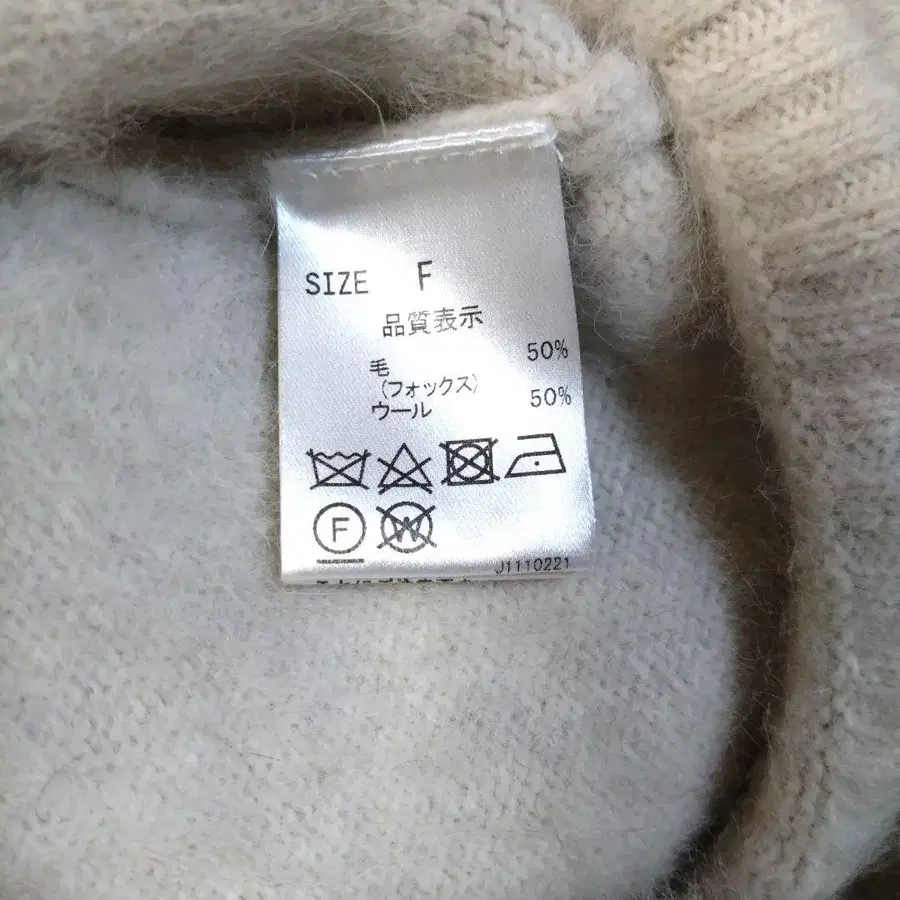 SIZE F
品質表示
毛 50%
(フォックス)
ウール 50%
F
W
J1110221